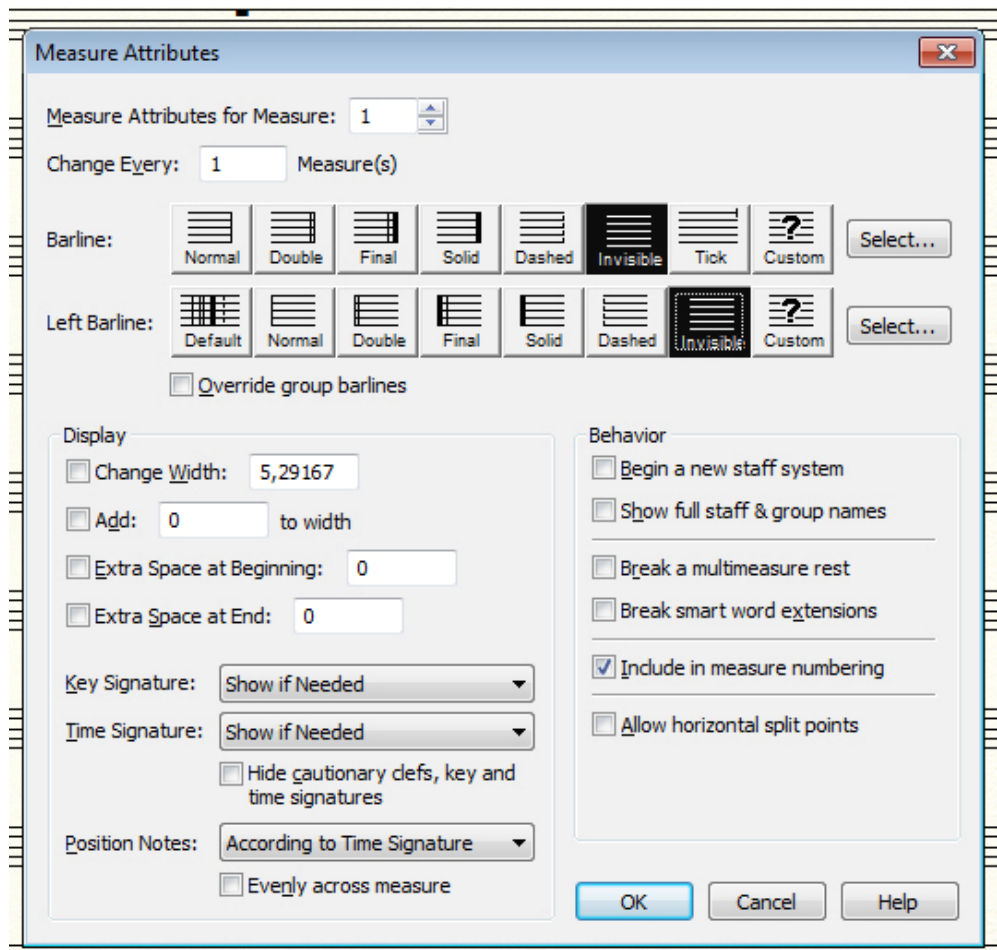 Measure Attributes
Measure Attributes for Measure: 1
Change Every: 1 Measure(s)
Barline: Normal Double Final Solid Dashed Invisible Tick ? Custom Select...
Left Barline: Default Normal Double Final Solid Dashed Invisible ? Custom Select...
Override group barlines
Display
Change Width: 5,29167
Add: 0 to width
Extra Space at Beginning: 0
Extra Space at End: 0
Key Signature: Show if Needed
Time Signature: Show if Needed
Hide cautionary clefs, key and
time signatures
Position Notes: According to Time Signature
Evenly across measure
Behavior
Begin a new staff system
Show full staff & group names
Break a multimeasure rest
Break smart word extensions
Include in measure numbering
Allow horizontal split points
OK Cancel Help